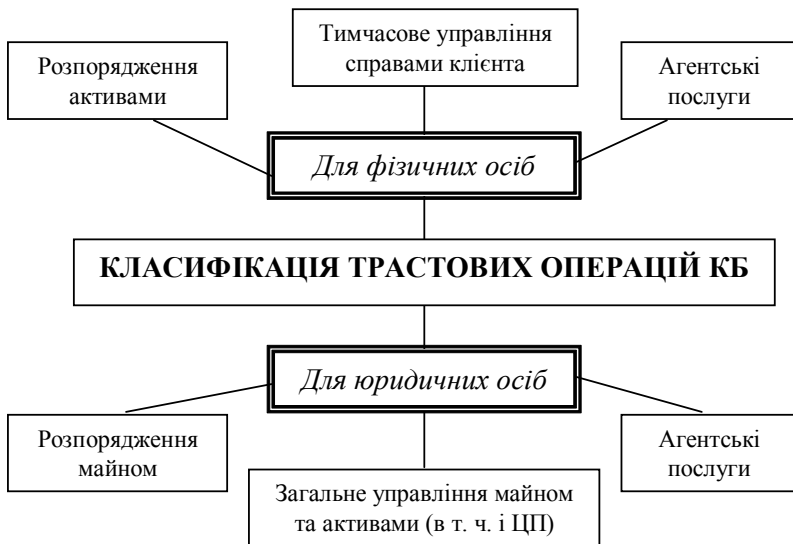 Розпорядження
активами
Тимчасове управління
справами клієнта
Агентські
послуги
Для фізичних осіб
КЛАСИФІКАЦІЯ ТРАСТОВИХ ОПЕРАЦІЙ КБ
Для юридичних осіб
Розпорядження
майном
Загальне управління майном
та активами (в т. ч. і ЦП)
Агентські
послуги